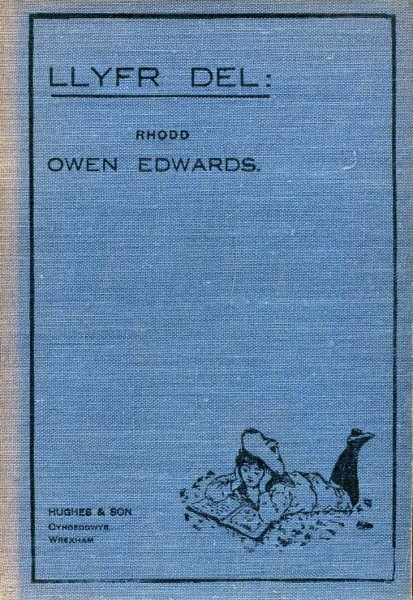 LLYFR DEL:
RHODD
OWEN EDWARDS.
HUGHES & SON
CYHOEDDWYR
WREXHAM